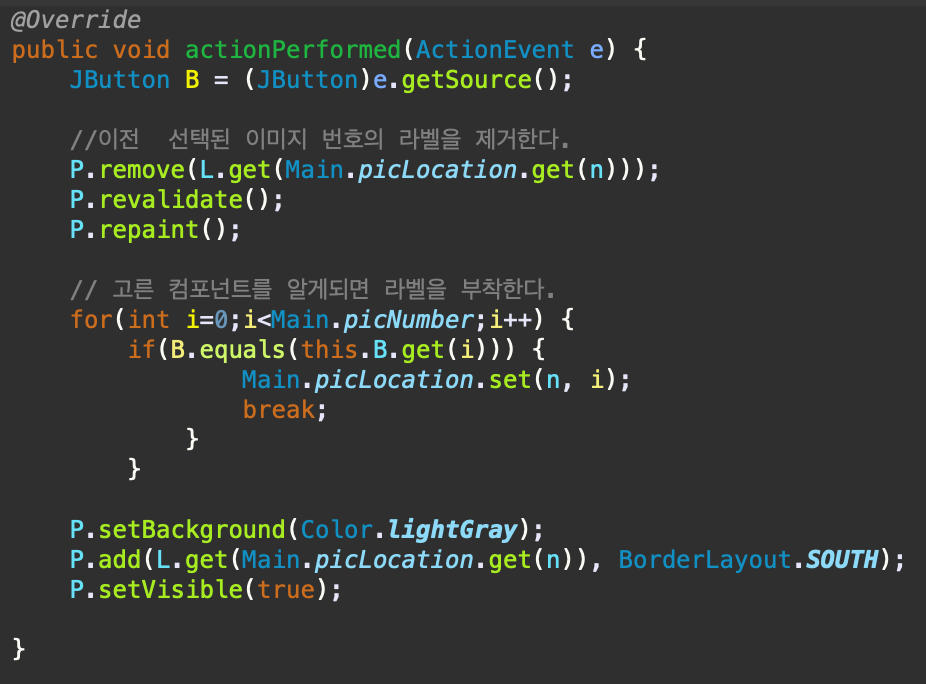 @Override
public void actionPerformed(ActionEvent e) {
    JButton B = (JButton)e.getSource();
    //이전  선택된 이미지 번호의 라벨을 제거한다.
    P.remove(L.get(Main.picLocation.get(n)));
    P.revalidate();
    P.repaint();
    // 고른 컴포넌트를 알게되면 라벨을 부착한다.
    for(int i=0;i<Main.picNumber;i++) {
        if(B.equals(this.B.get(i))) {
                Main.picLocation.set(n, i);
                break;
            }
        }
    P.setBackground(Color.lightGray);
    P.add(L.get(Main.picLocation.get(n)), BorderLayout.SOUTH);
    P.setVisible(true);
}